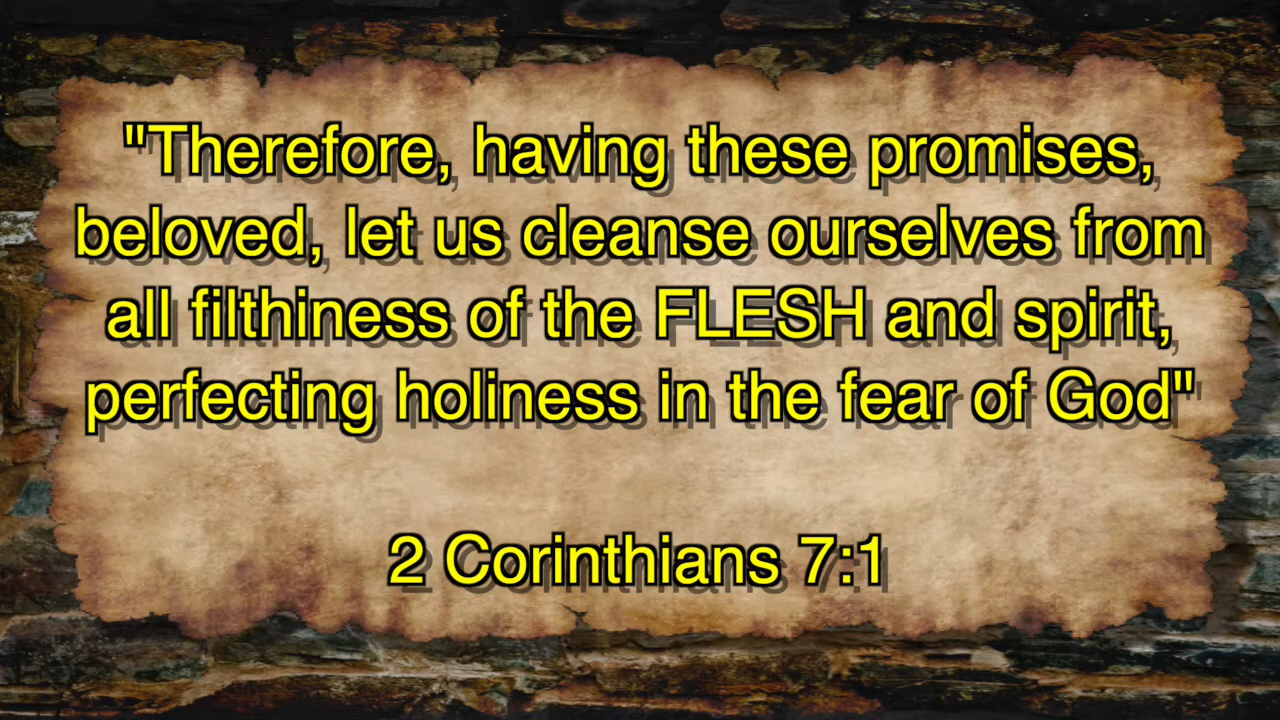 "Therefore, having these promises,
beloved, let us cleanse ourselves from
all filthiness of the FLESH and spirit,
perfecting holiness in the fear of God"
2 Corinthians 7:1